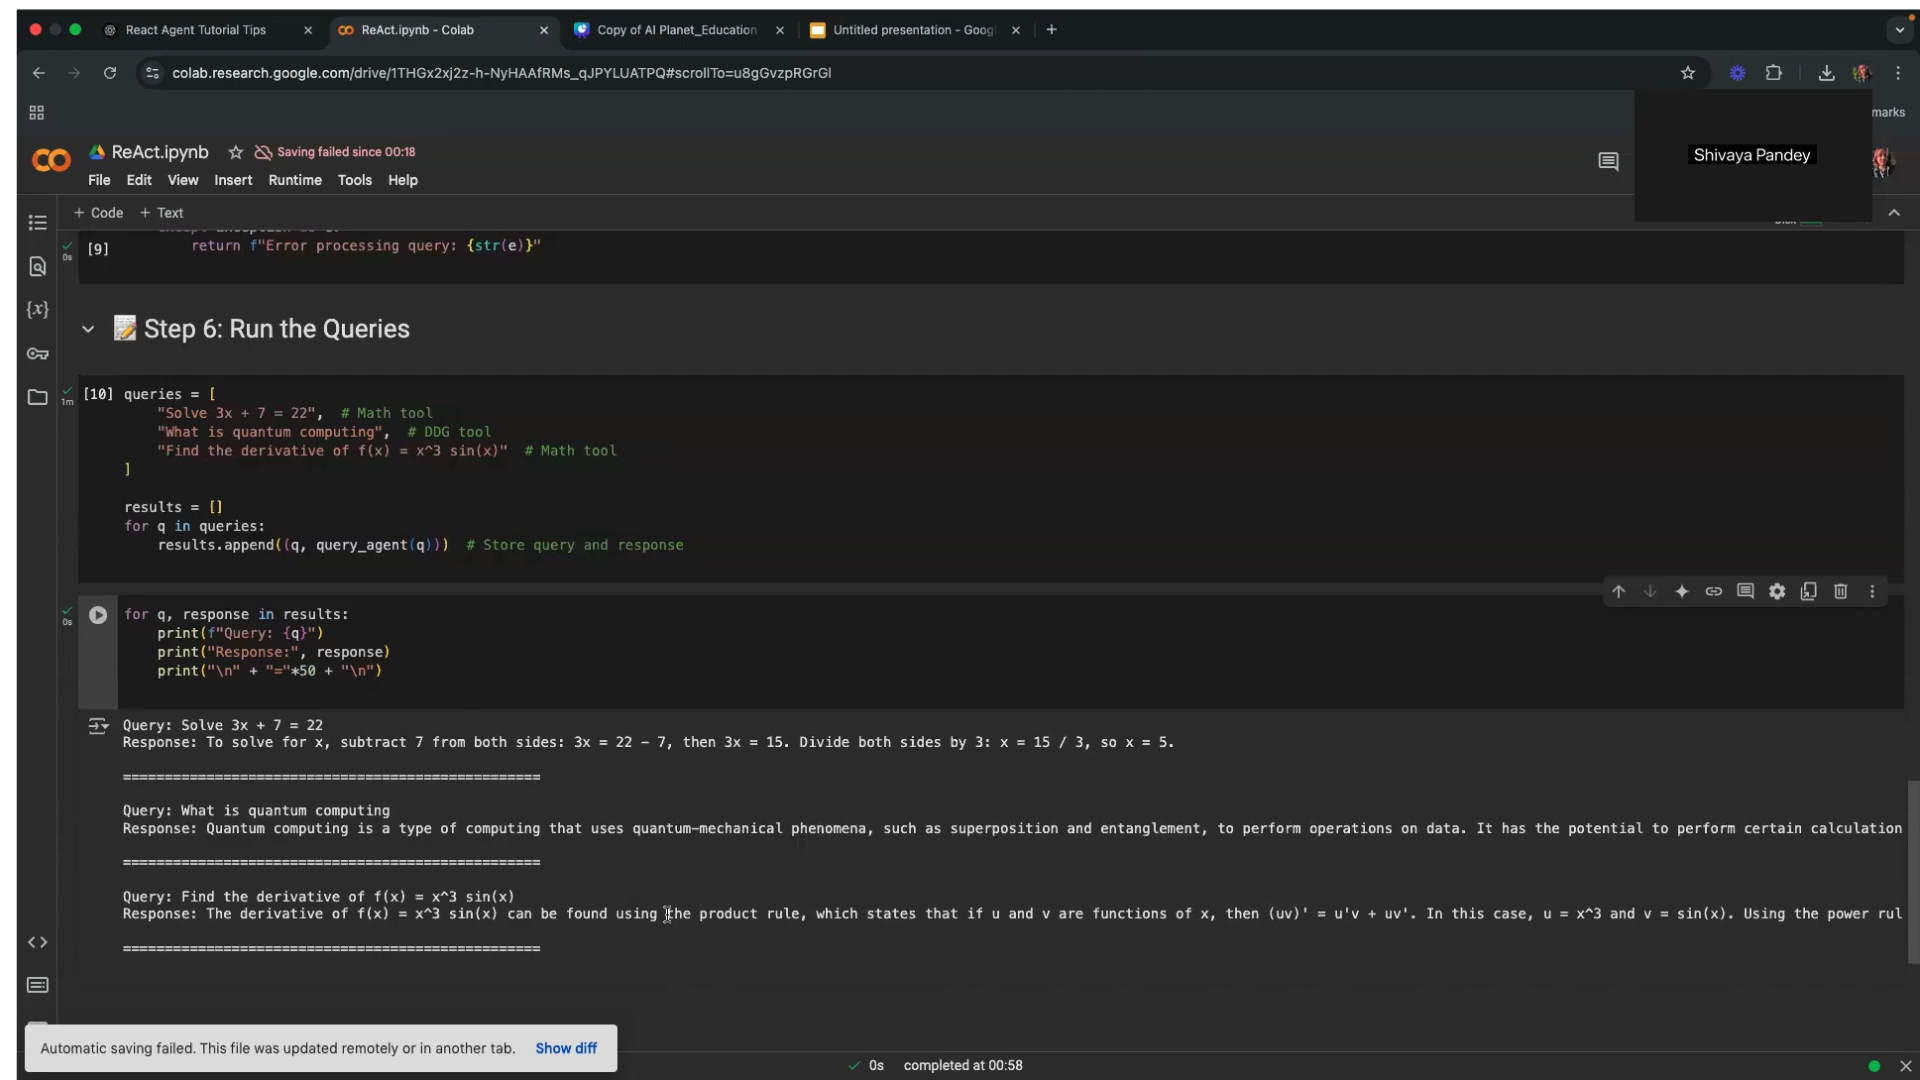 React Agent Tutorial Tips
ReAct.ipynb - Colab
Copy of AI Planet_Education
Untitled presentation - Goog
colab.research.google.com/drive/1THGx2xj2z-h-NyHAAfRMs_qJPYLUATPQ#scrollTo=u8gGvzpRGrGl
marks
ReAct.ipynb
Saving failed since 00:18
Shivaya Pandey
File Edit View Insert Runtime Tools Help
+ Code + Text
[9] return f"Error processing query: {str(e)}"
0s
Step 6: Run the Queries
[10] queries = [
1m
"Solve 3x + 7 = 22", # Math tool
"What is quantum computing", # DDG tool
"Find the derivative of f(x) = x^3 sin(x)" # Math tool
]
results = []
for q in queries:
results.append((q, query_agent(q))) # Store query and response
for q, response in results:
0s
print(f"Query: {q}")
print("Response:", response)
print("\n" + "="*50 + "\n")
Query: Solve 3x + 7 = 22
Response: To solve for x, subtract 7 from both sides: 3x = 22 − 7, then 3x = 15. Divide both sides by 3: x = 15 / 3, so x = 5.
==================================================
Query: What is quantum computing
Response: Quantum computing is a type of computing that uses quantum−mechanical phenomena, such as superposition and entanglement, to perform operations on data. It has the potential to perform certain calculation
==================================================
Query: Find the derivative of f(x) = x^3 sin(x)
Response: The derivative of f(x) = x^3 sin(x) can be found using the product rule, which states that if u and v are functions of x, then (uv)' = u'v + uv'. In this case, u = x^3 and v = sin(x). Using the power rul
==================================================
Automatic saving failed. This file was updated remotely or in another tab. Show diff
0s completed at 00:58